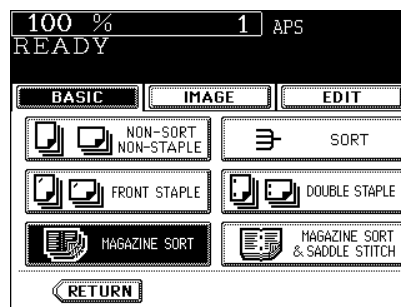 100 % 1 APS
READY
BASIC IMAGE EDIT
NON-SORT
NON-STAPLE
SORT
FRONT STAPLE
DOUBLE STAPLE
MAGAZINE SORT
MAGAZINE SORT
& SADDLE STITCH
RETURN